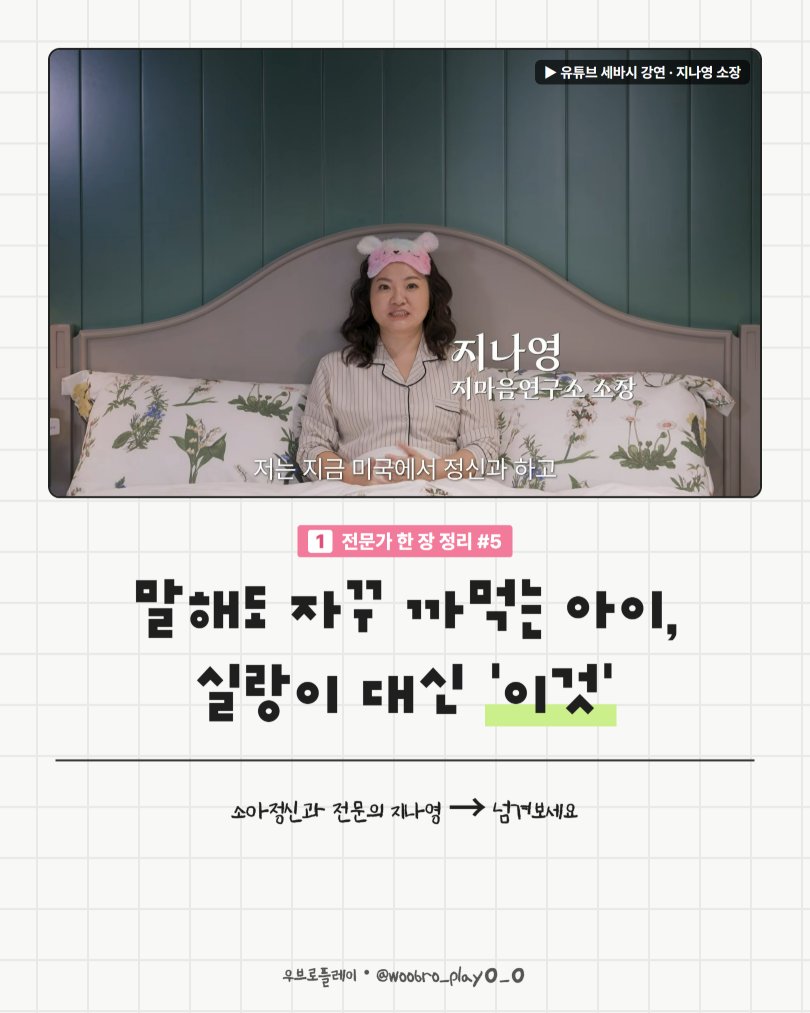 ▶ 유튜브 세바시 강연 · 지나영 소장
지나영
지마음연구소 소장
저는 지금 미국에서 정신과 하고
1 전문가 한 장 정리 #5
말해도 자꾸 까먹는 아이,
실랑이 대신 '이것'
소아정신과 전문의 지나영 → 넘겨보세요
우브로플레이 • @woobro_play0_0